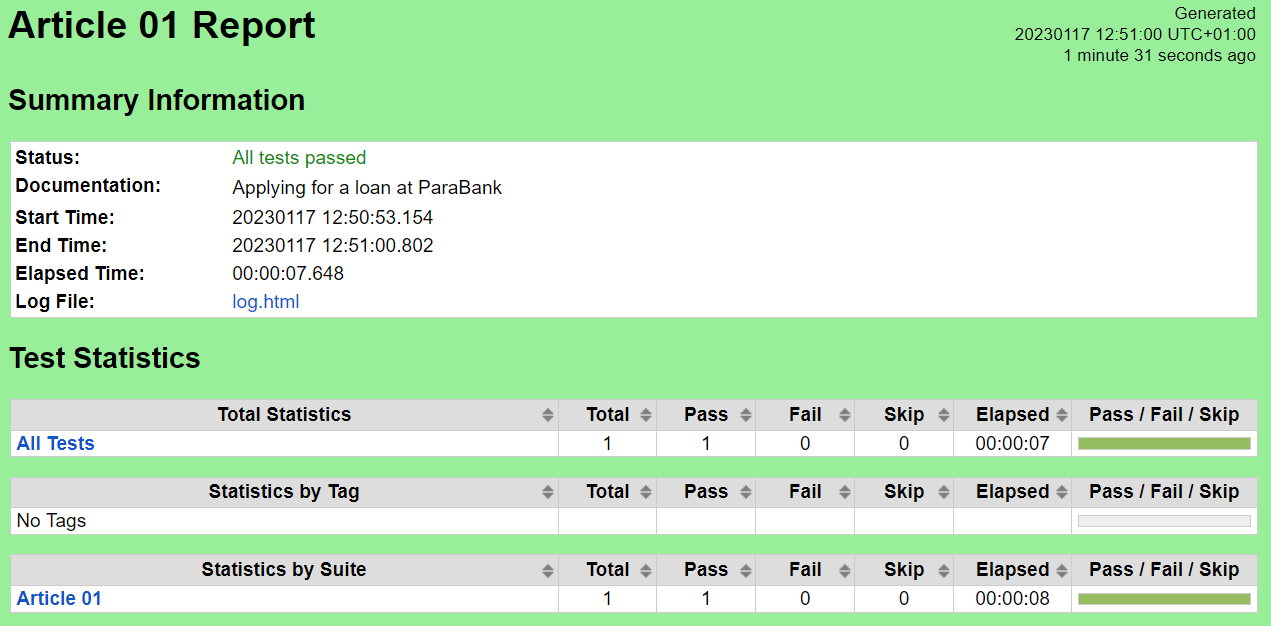 Article 01 Report
Generated
20230117 12:51:00 UTC+01:00
1 minute 31 seconds ago
Summary Information
Status: All tests passed
Documentation: Applying for a loan at ParaBank
Start Time: 20230117 12:50:53.154
End Time: 20230117 12:51:00.802
Elapsed Time: 00:00:07.648
Log File: log.html
Test Statistics
Total Statistics Total Pass Fail Skip Elapsed Pass / Fail / Skip
All Tests 1 1 0 0 00:00:07
Statistics by Tag Total Pass Fail Skip Elapsed Pass / Fail / Skip
No Tags
Statistics by Suite Total Pass Fail Skip Elapsed Pass / Fail / Skip
Article 01 1 1 0 0 00:00:08